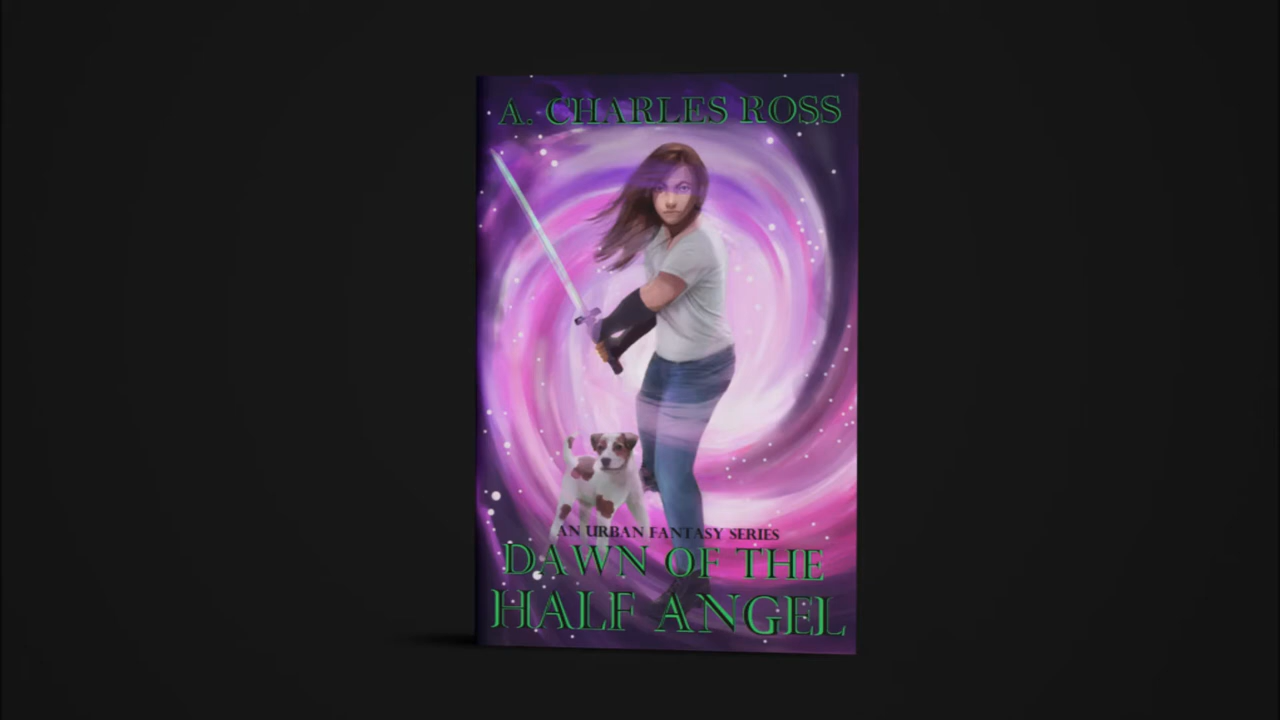 A. CHARLES ROSS
AN URBAN FANTASY SERIES
DAWN OF THE
HALF ANGEL